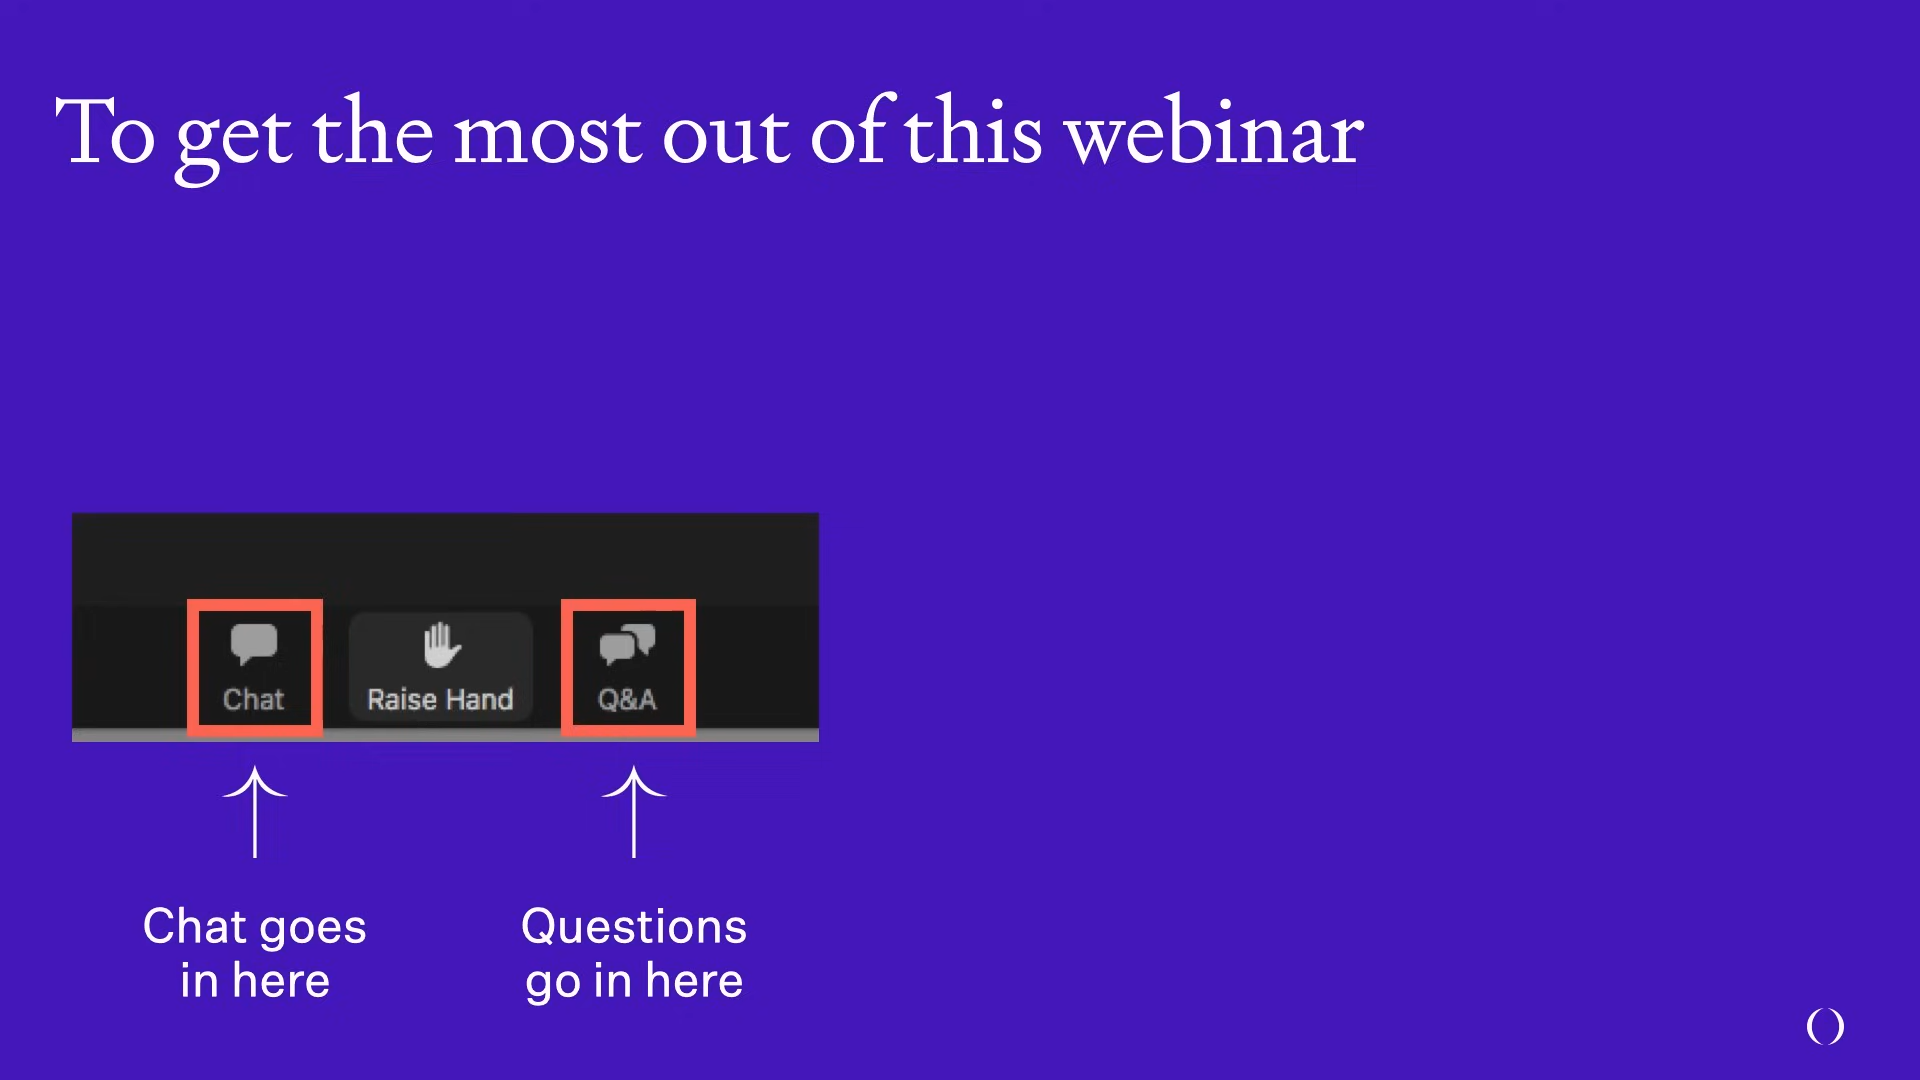 To get the most out of this webinar
Chat
Raise Hand
Q&A
Chat goes
in here
Questions
go in here